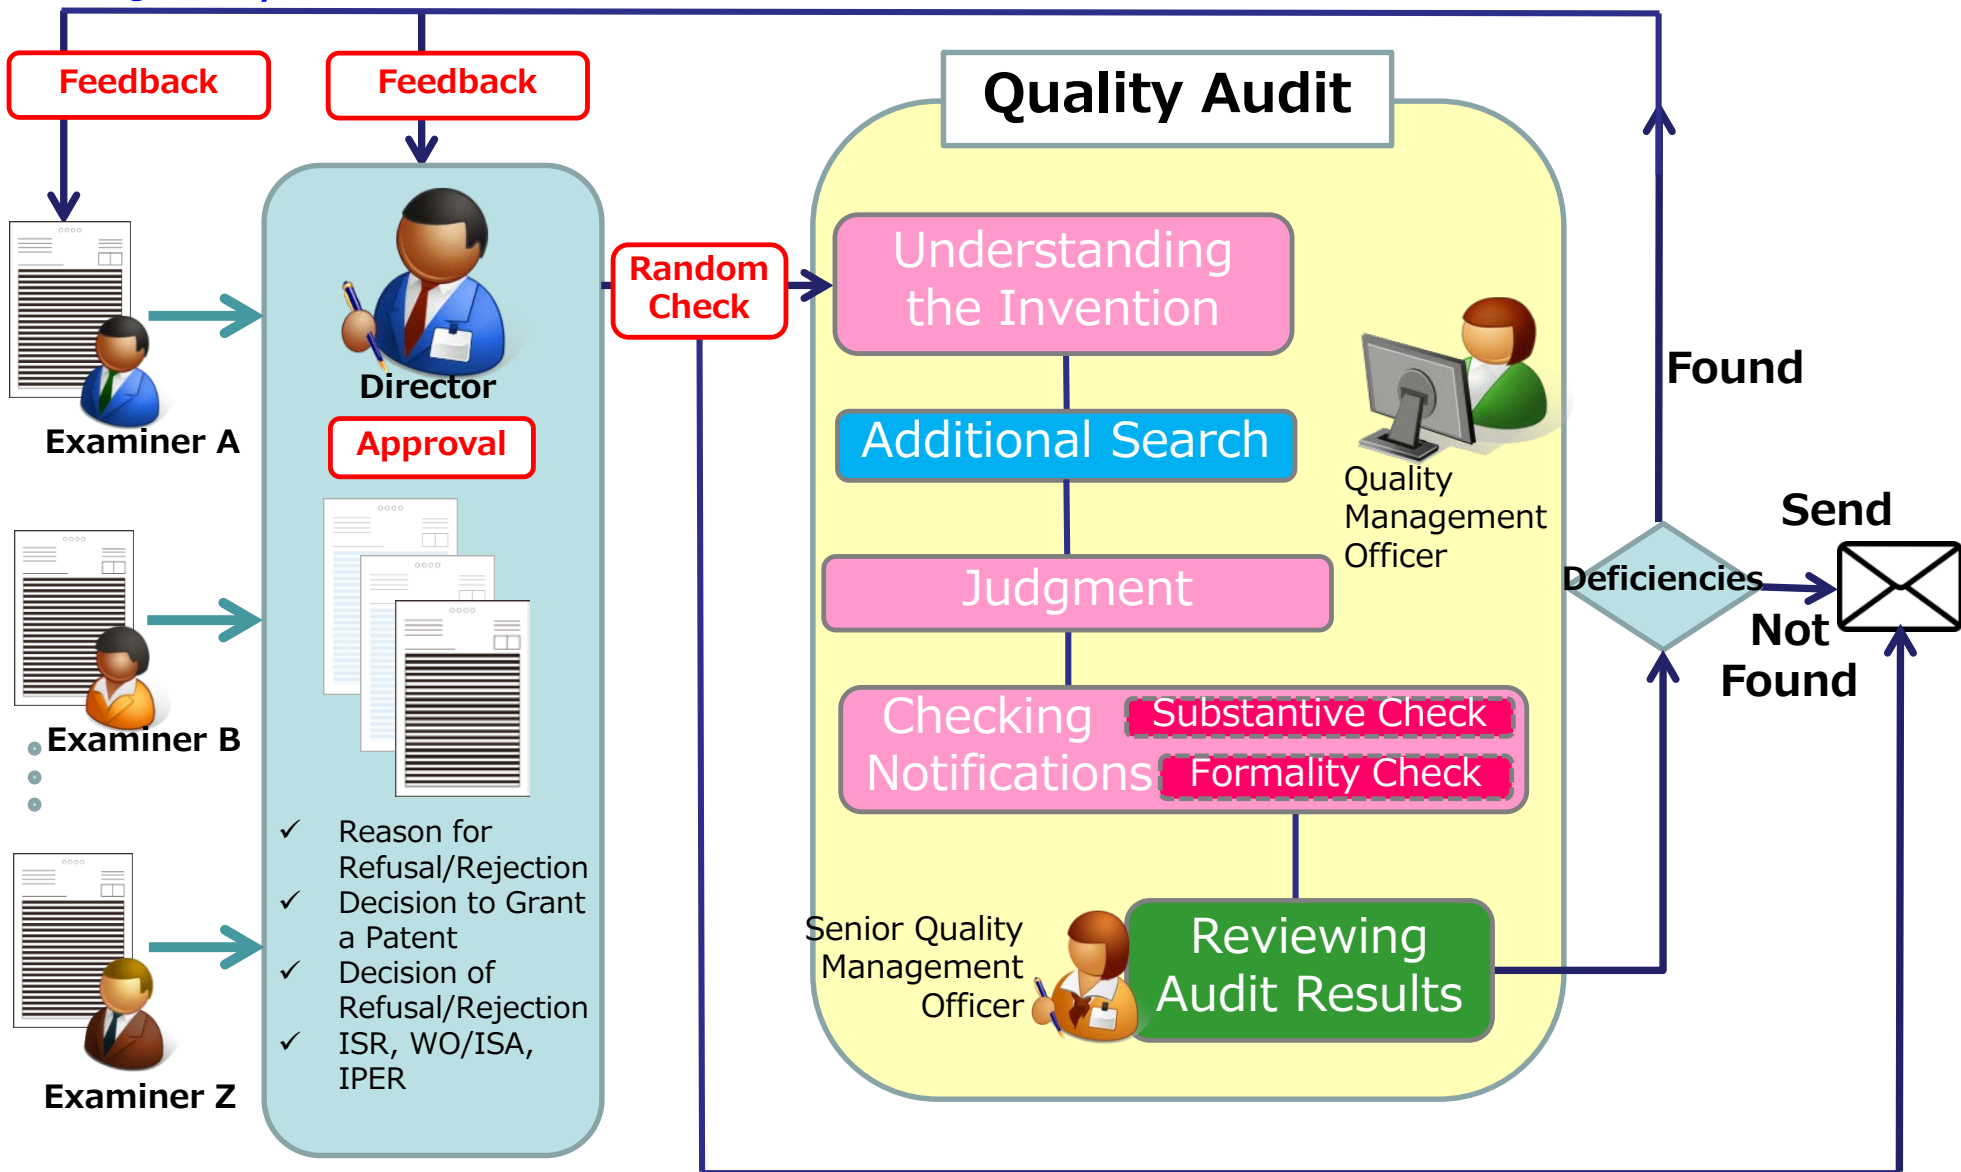 Feedback
Feedback
Quality Audit
Random
Check
Understanding
the Invention
Director
Approval
Examiner A
Additional Search
Quality
Management
Officer
Found
Send
Judgment
Deficiencies
Not
Found
Examiner B
Checking
Notifications
Substantive Check
Formality Check
✓ Reason for
Refusal/Rejection
✓ Decision to Grant
a Patent
✓ Decision of
Refusal/Rejection
✓ ISR, WO/ISA,
IPER
Senior Quality
Management
Officer
Reviewing
Audit Results
Examiner Z